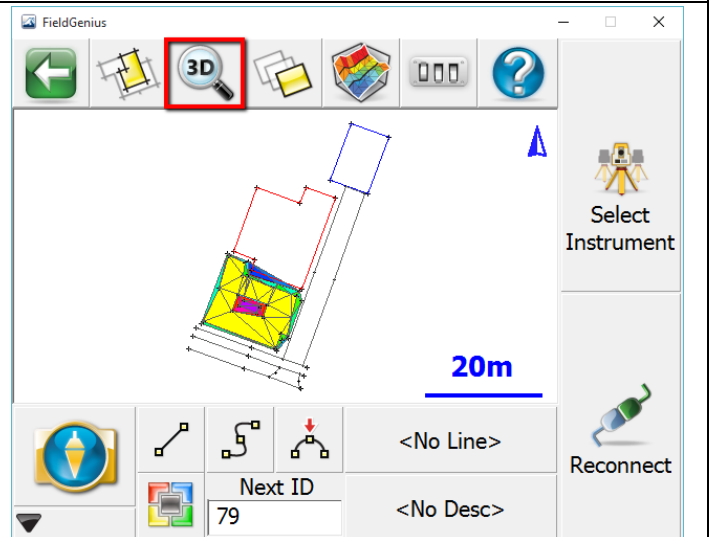 FieldGenius
3D
20m
Select
Instrument
Reconnect
<No Line>
Next ID
79
<No Desc>